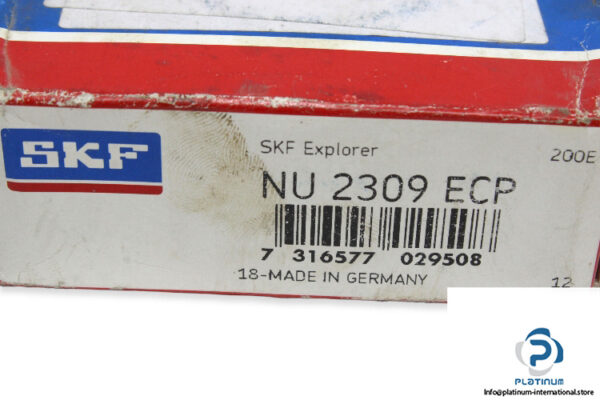 SKF
SKF Explorer
200E
NU 2309 ECP
7 316577 029508
18-MADE IN GERMANY
12
PLATINUM
Info@platinum-international.store